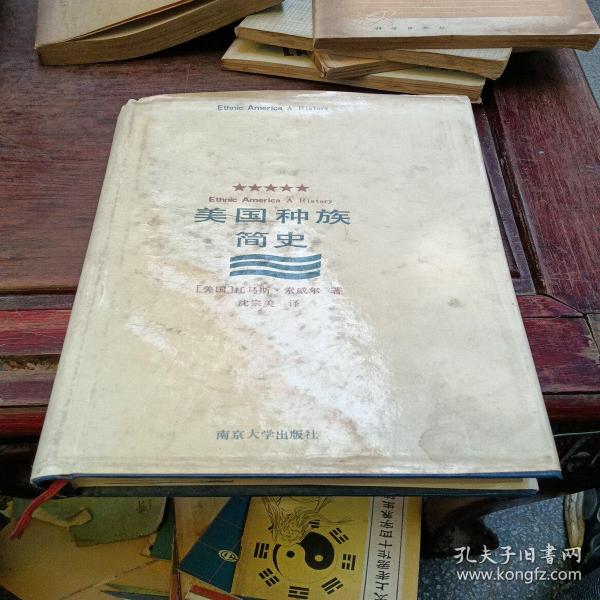 Ethnic America A History
★★★★★
Ethnic America A History
美国种族
简史
[美国]托马斯·索威尔 著
沈宗美 译
南京大学出版社
孔夫子旧书网
www.kongfz.com